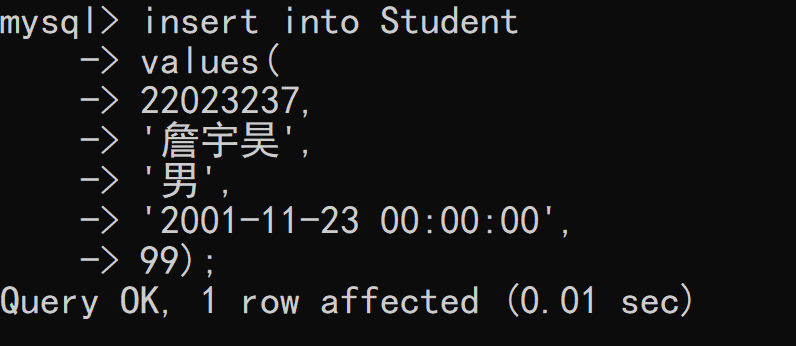 mysql> insert into Student
    -> values(
    -> 22023237,
    -> '詹宇昊',
    -> '男',
    -> '2001-11-23 00:00:00',
    -> 99);
Query OK, 1 row affected (0.01 sec)